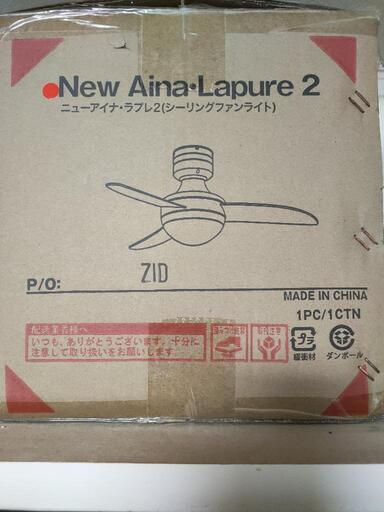 New Aina・Lapure 2
ニューアイナ・ラプレ2(シーリングファンライト)
P/O: ZID
MADE IN CHINA
1PC/1CTN
配送業者様へ
いつも、ありがとうございます。十分に
注意して取り扱いをお願いします。
プラ
緩衝材
ダンボール